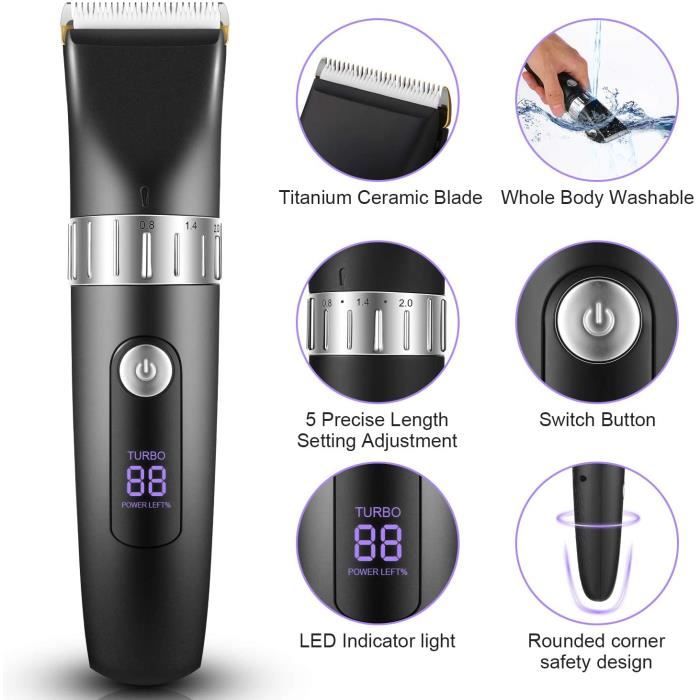 0.8 1.4 2.0
TURBO
88
POWER LEFT%
Titanium Ceramic Blade
Whole Body Washable
0.8 • 1.4 • 2.0
5 Precise Length
Setting Adjustment
Switch Button
TURBO
88
POWER LEFT%
LED Indicator light
Rounded corner
safety design